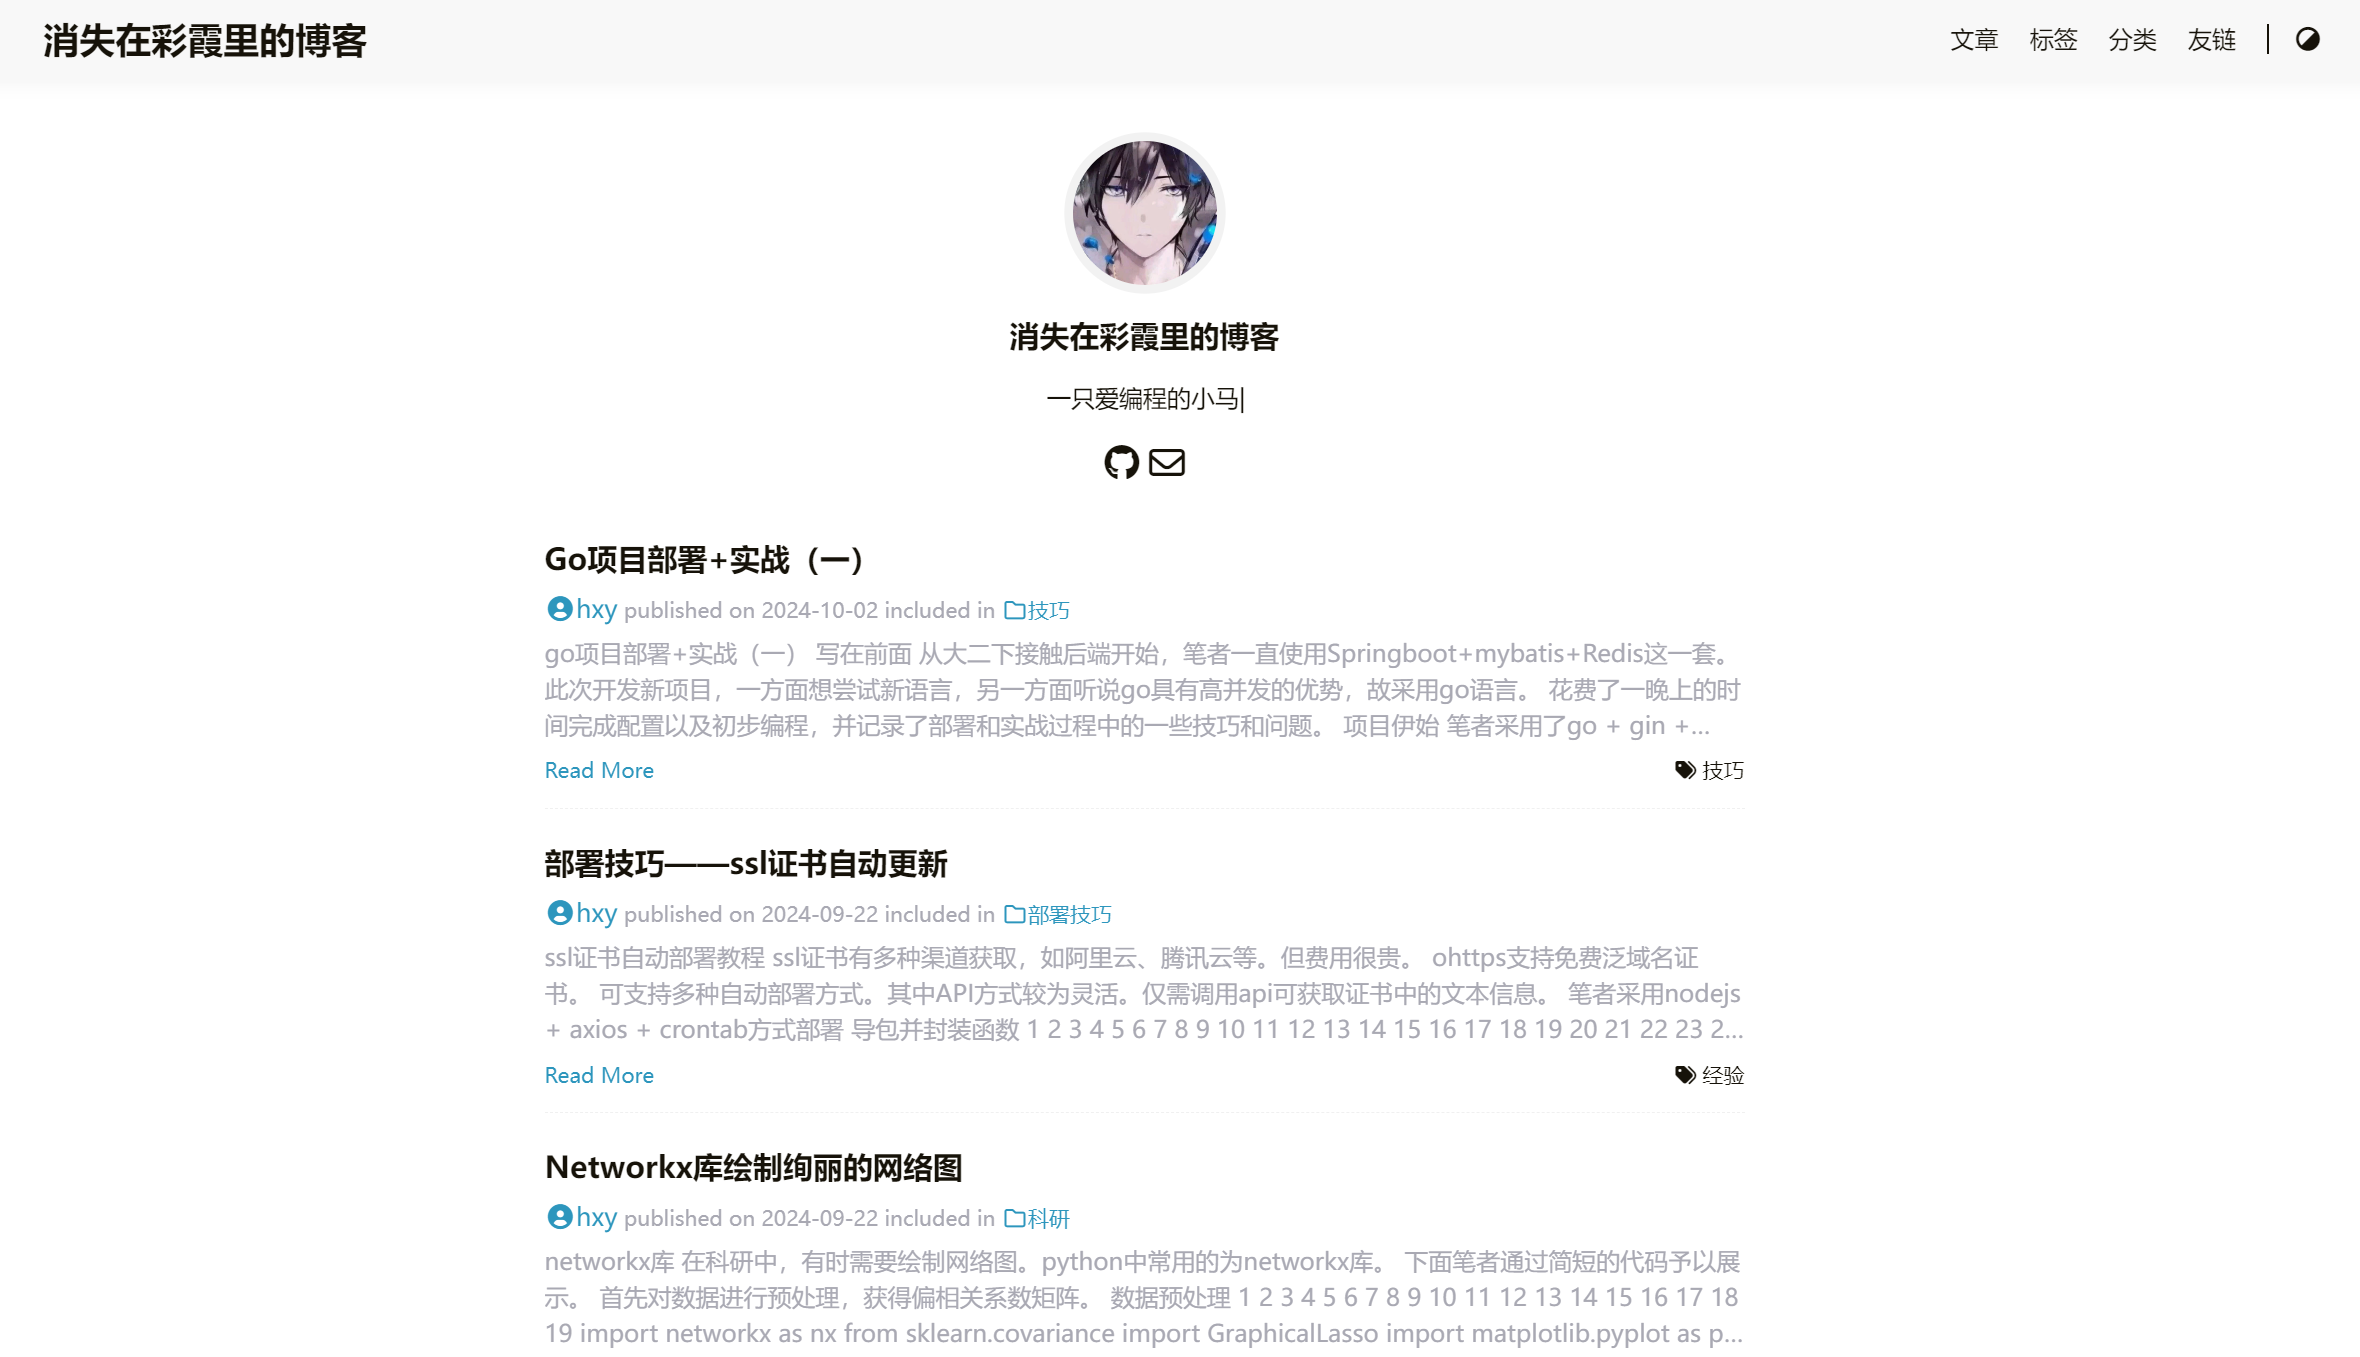 消失在彩霞里的博客
文章 标签 分类 友链
消失在彩霞里的博客
一只爱编程的小马|
Go项目部署+实战（一）
hxy published on 2024-10-02 included in 技巧
go项目部署+实战（一） 写在前面 从大二下接触后端开始，笔者一直使用Springboot+mybatis+Redis这一套。
此次开发新项目，一方面想尝试新语言，另一方面听说go具有高并发的优势，故采用go语言。 花费了一晚上的时
间完成配置以及初步编程，并记录了部署和实战过程中的一些技巧和问题。 项目伊始 笔者采用了go + gin +...
Read More 技巧
部署技巧——ssl证书自动更新
hxy published on 2024-09-22 included in 部署技巧
ssl证书自动部署教程 ssl证书有多种渠道获取，如阿里云、腾讯云等。但费用很贵。 ohttps支持免费泛域名证
书。 可支持多种自动部署方式。其中API方式较为灵活。仅需调用api可获取证书中的文本信息。 笔者采用nodejs
+ axios + crontab方式部署 导包并封装函数 1 2 3 4 5 6 7 8 9 10 11 12 13 14 15 16 17 18 19 20 21 22 23 2...
Read More 经验
Networkx库绘制绚丽的网络图
hxy published on 2024-09-22 included in 科研
networkx库 在科研中，有时需要绘制网络图。python中常用的为networkx库。 下面笔者通过简短的代码予以展
示。 首先对数据进行预处理，获得偏相关系数矩阵。 数据预处理 1 2 3 4 5 6 7 8 9 10 11 12 13 14 15 16 17 18
19 import networkx as nx from sklearn.covariance import GraphicalLasso import matplotlib.pyplot as p...